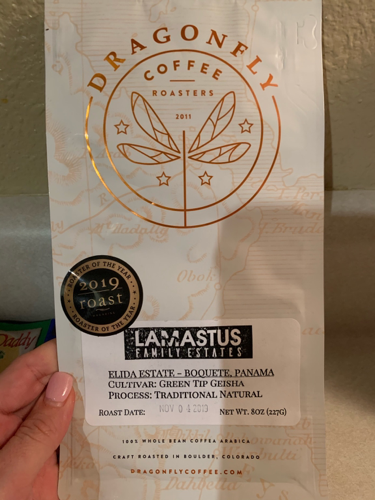 DRAGONFLY
COFFEE
ROASTERS
2011
ROASTER OF THE YEAR
2019
roast
ROASTER OF THE YEAR
Daddy
LAMASTUS
FAMILY ESTATES
ELIDA ESTATE – BOQUETE, PANAMA
CULTIVAR: GREEN TIP GEISHA
PROCESS: TRADITIONAL NATURAL
ROAST DATE: NOV 04 2019 NET WT. 8OZ (227G)
100% WHOLE BEAN COFFEA ARABICA
CRAFT ROASTED IN BOULDER, COLORADO
DRAGONFLYCOFFEE.COM